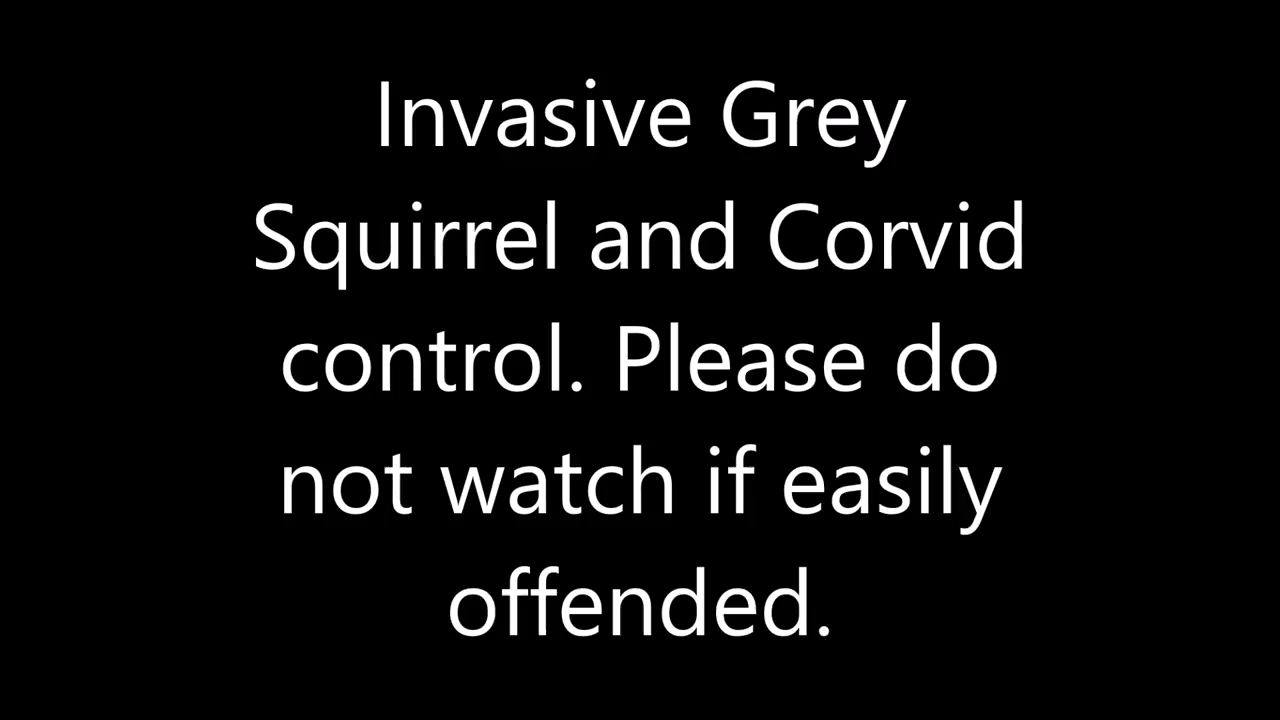 Invasive Grey
Squirrel and Corvid
control. Please do
not watch if easily
offended.